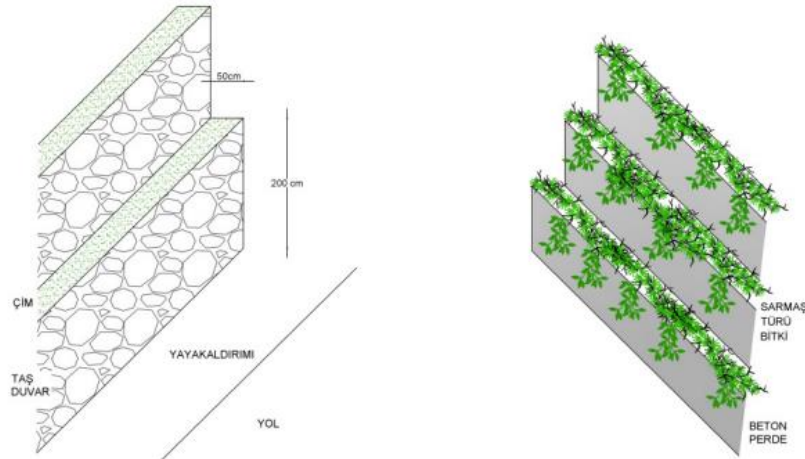 50cm
200 cm
ÇİM
TAŞ
DUVAR
YAYAKALDIRIMI
YOL
SARMAŞ
TÜRÜ
BİTKİ
BETON
PERDE